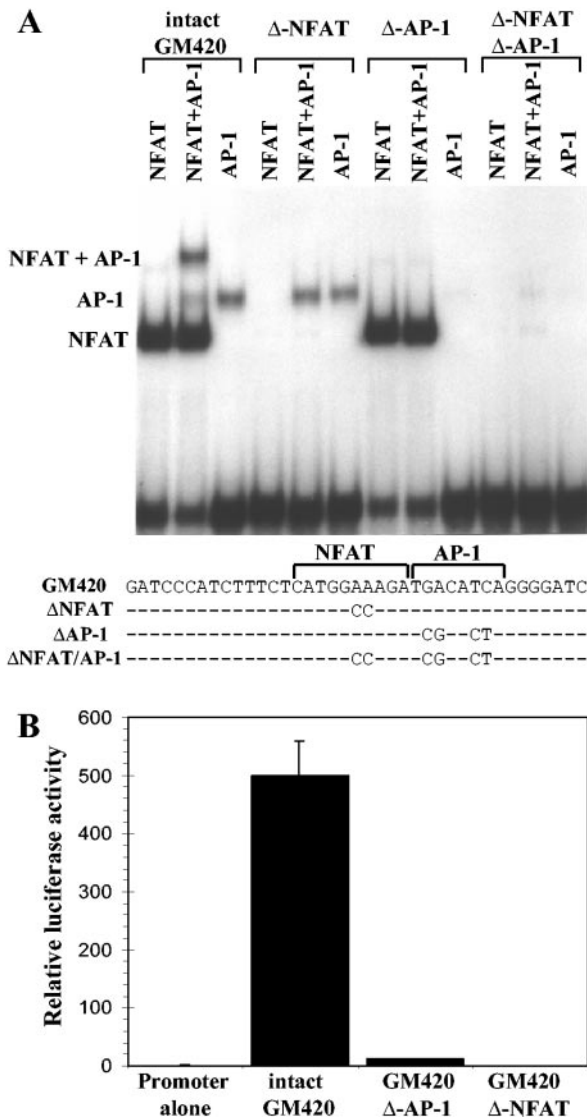 A
intact GM420
Δ-NFAT
Δ-AP-1
Δ-NFAT Δ-AP-1
NFAT
NFAT+AP-1
AP-1
NFAT
NFAT+AP-1
AP-1
NFAT
NFAT+AP-1
AP-1
NFAT
NFAT+AP-1
AP-1
NFAT + AP-1
AP-1
NFAT
NFAT AP-1
GM420 GATCCCATCTTTCTCATGGAAAGATGACATCAGGGGATC
ΔNFAT -------------------CC-----------------
ΔAP-1 -------------------------CG--CT-------
ΔNFAT/AP-1 -------------------CC----CG--CT-------
B
Relative luciferase activity
600
500
400
300
200
100
0
Promoter alone
intact GM420
GM420 Δ-AP-1
GM420 Δ-NFAT